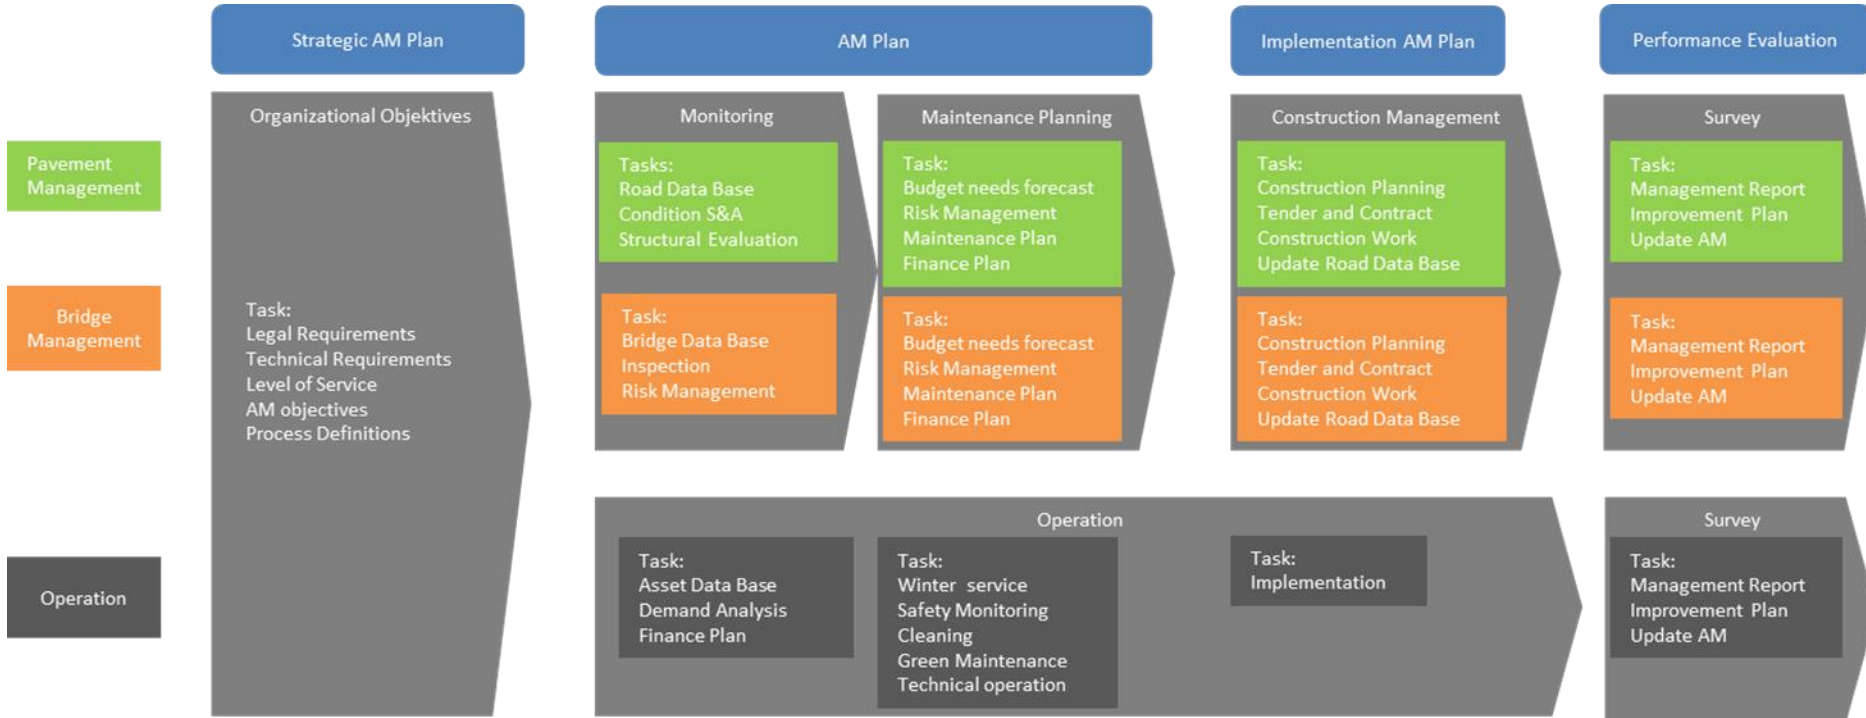 Strategic AM Plan
AM Plan
Implementation AM Plan
Performance Evaluation
Organizational Objektives
Monitoring
Maintenance Planning
Construction Management
Survey
Pavement
Management
Tasks:
Road Data Base
Condition S&A
Structural Evaluation
Task:
Budget needs forecast
Risk Management
Maintenance Plan
Finance Plan
Task:
Construction Planning
Tender and Contract
Construction Work
Update Road Data Base
Task:
Management Report
Improvement Plan
Update AM
Bridge
Management
Task:
Legal Requirements
Technical Requirements
Level of Service
AM objectives
Process Definitions
Task:
Bridge Data Base
Inspection
Risk Management
Task:
Budget needs forecast
Risk Management
Maintenance Plan
Finance Plan
Task:
Construction Planning
Tender and Contract
Construction Work
Update Road Data Base
Task:
Management Report
Improvement Plan
Update AM
Operation
Survey
Operation
Task:
Asset Data Base
Demand Analysis
Finance Plan
Task:
Winter service
Safety Monitoring
Cleaning
Green Maintenance
Technical operation
Task:
Implementation
Task:
Management Report
Improvement Plan
Update AM